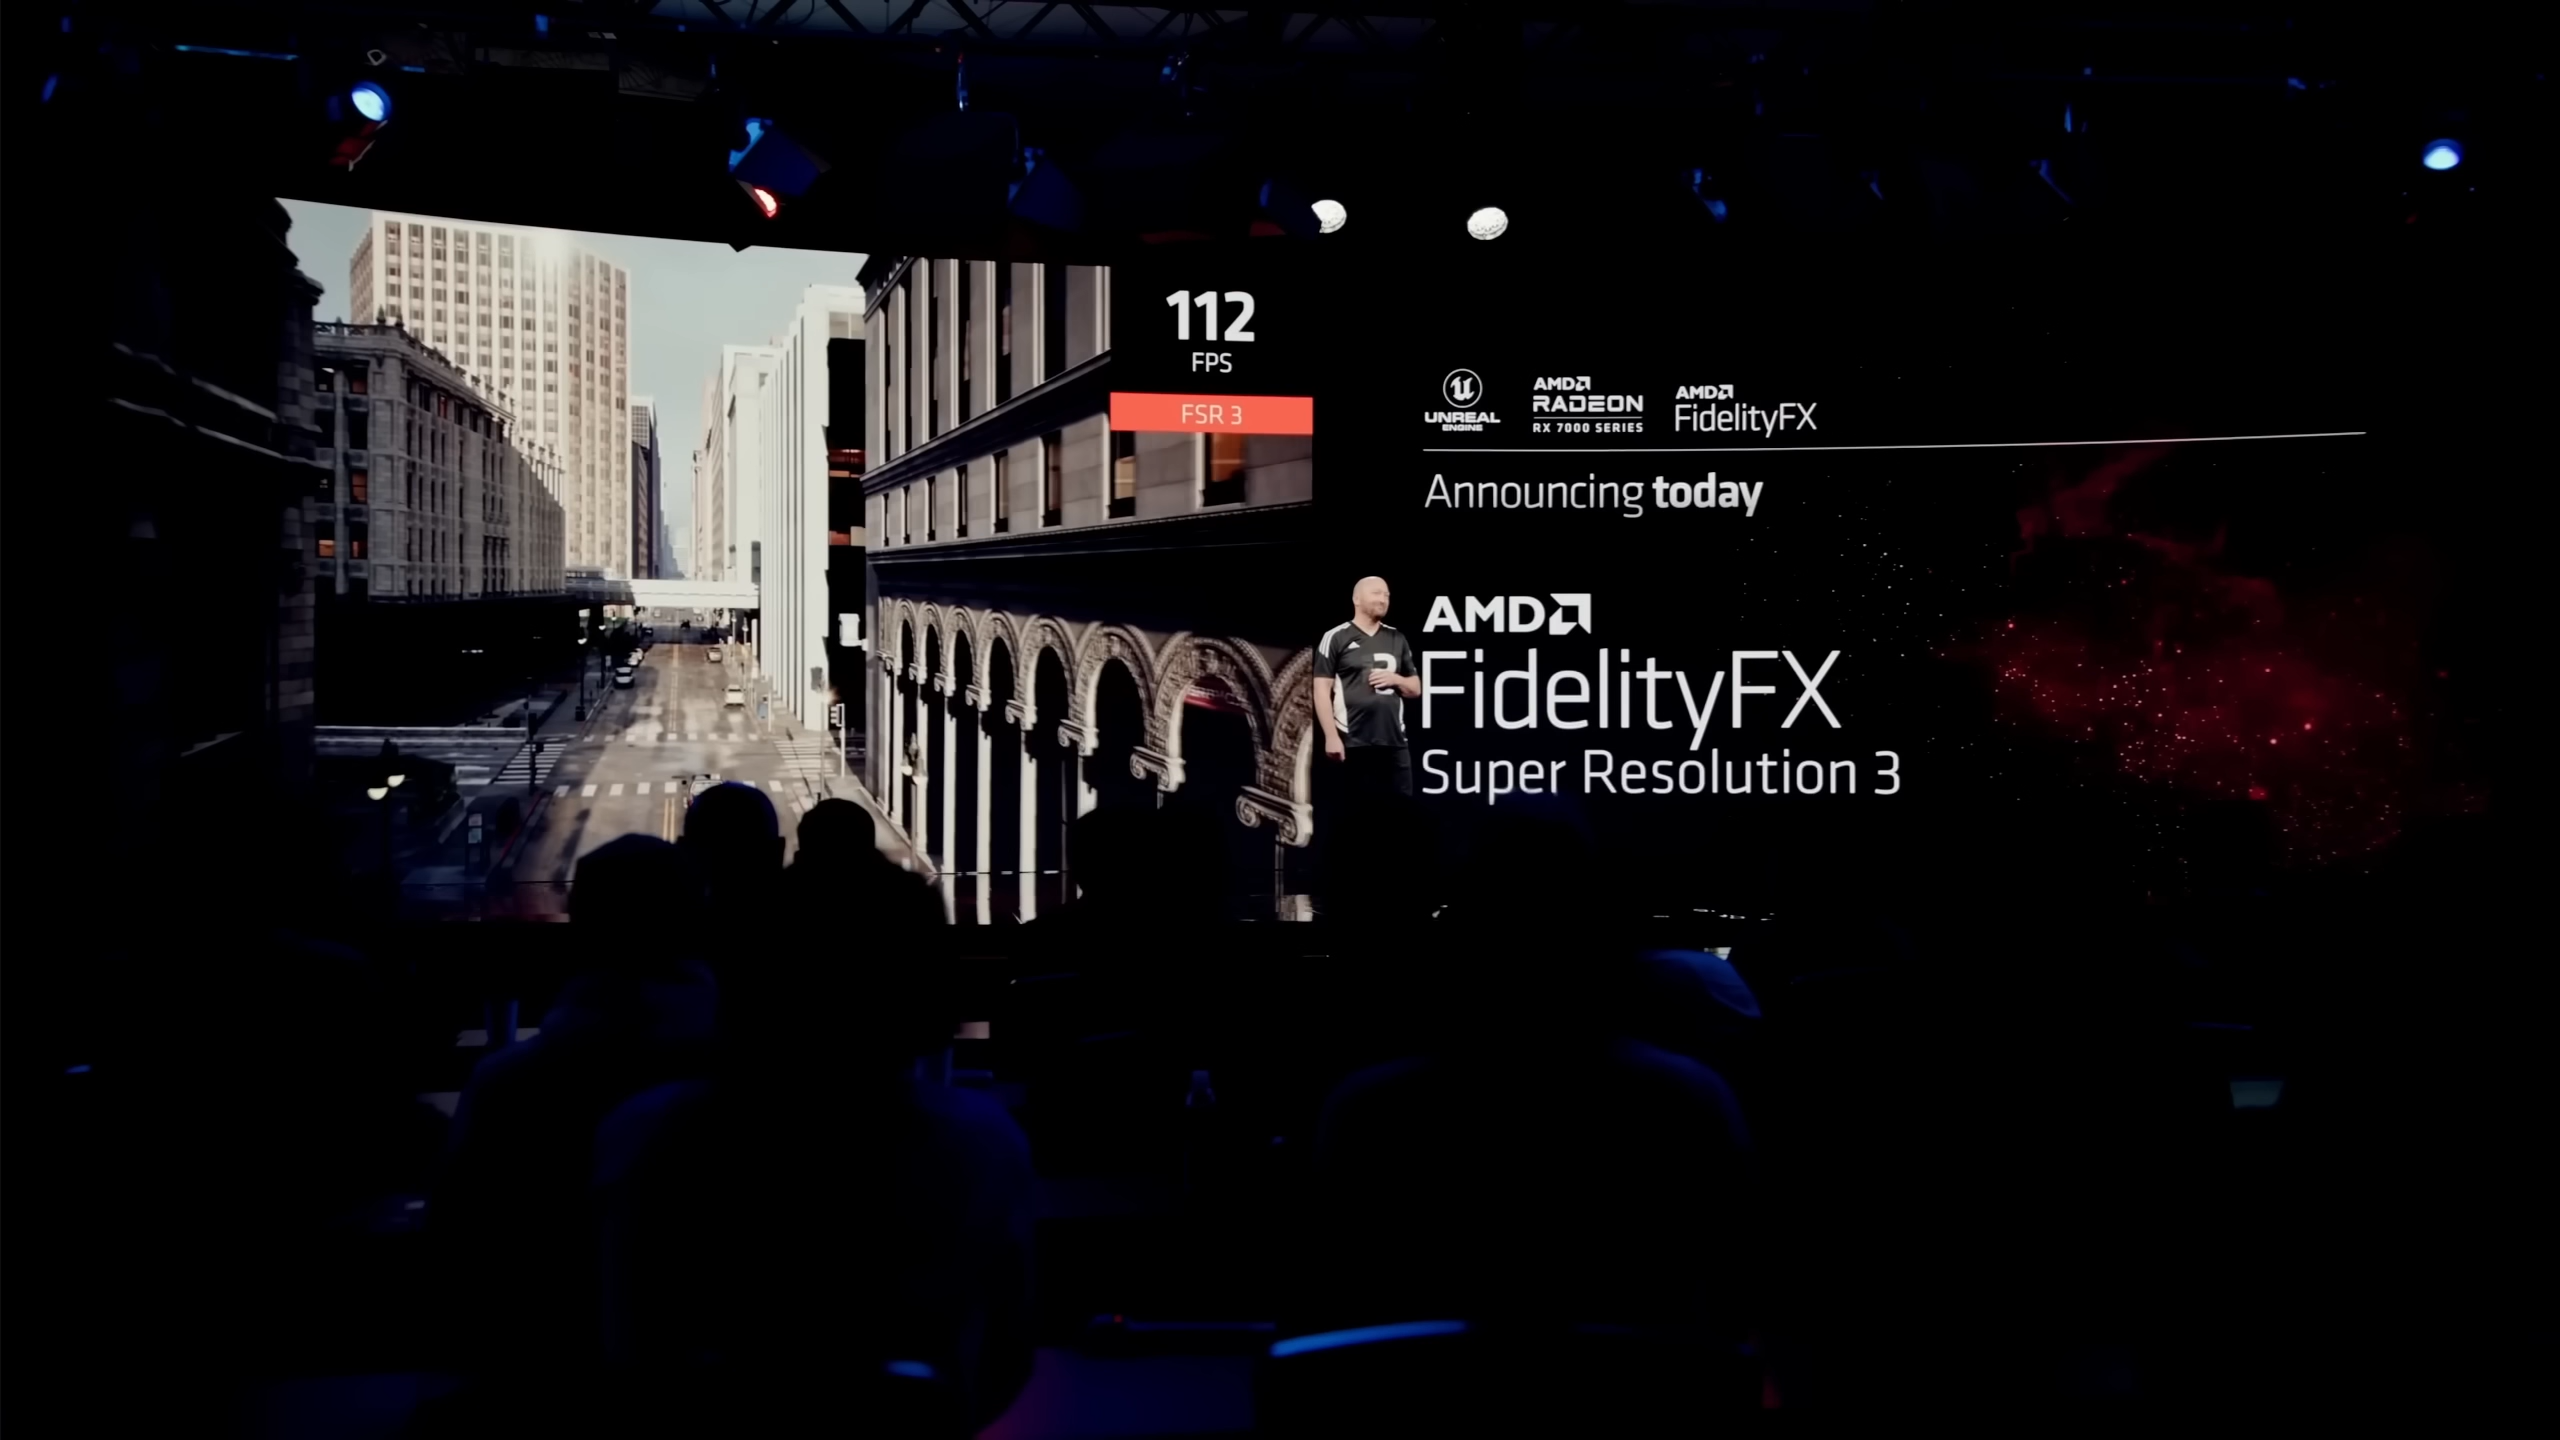 112
FPS
FSR 3
UNREAL
ENGINE
AMD
RADEON
RX 7000 SERIES
AMD
FidelityFX
Announcing today
AMD
FidelityFX
Super Resolution 3